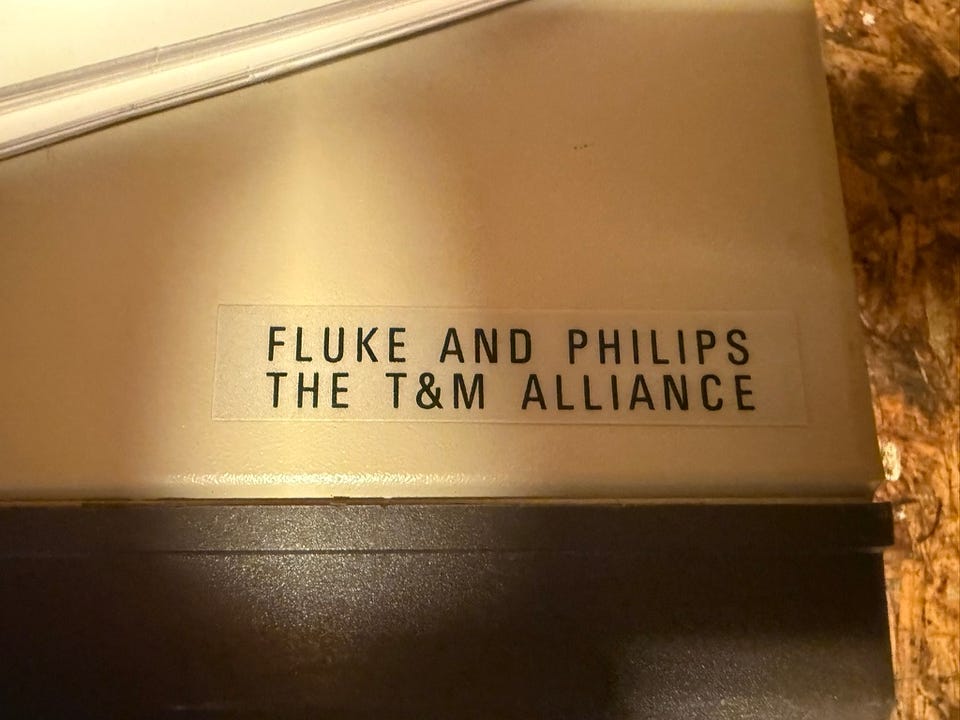 FLUKE AND PHILIPS
THE T&M ALLIANCE